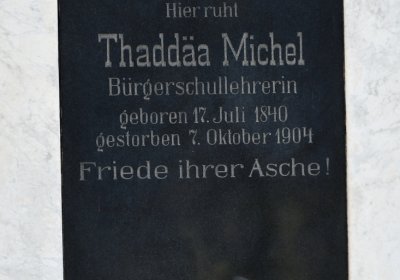 Hier ruht
Thaddäa Michel
Bürgerschullehrerin
geboren 17. Juli 1840
gestorben 7. Oktober 1904
Friede ihrer Asche!